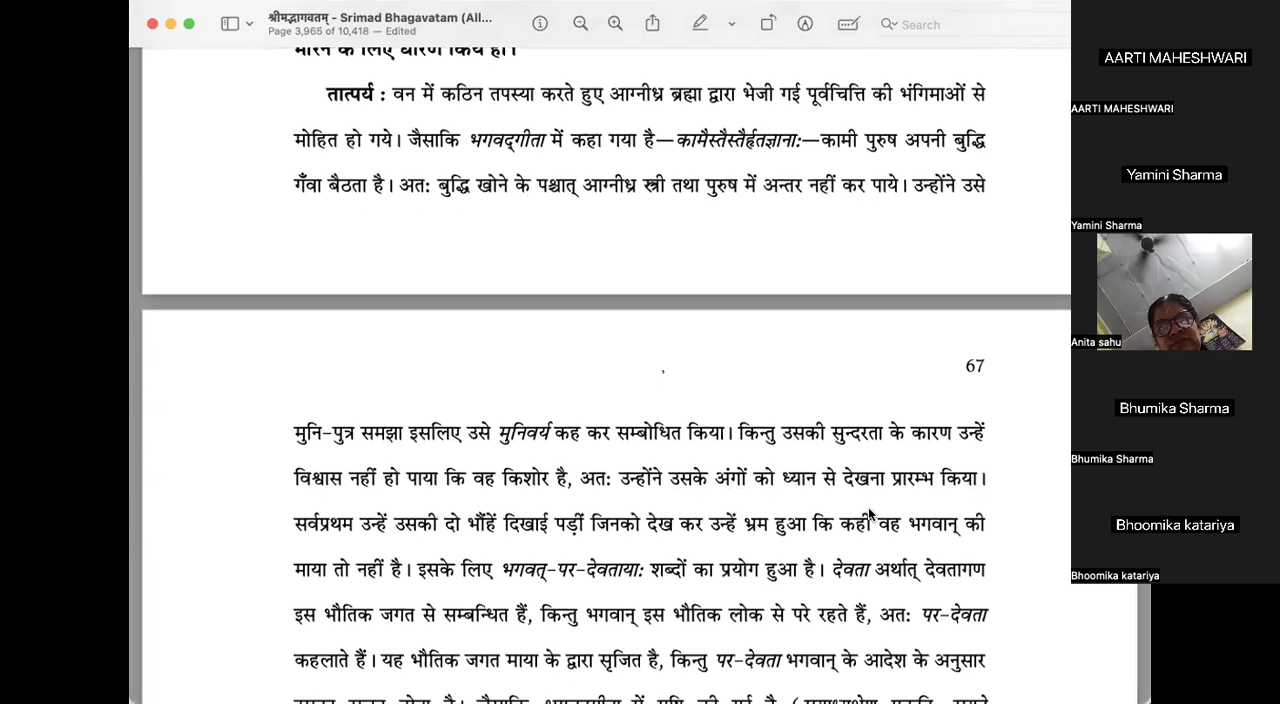 श्रीमद्भागवतम् - Srimad Bhagavatam (All...
Page 3,965 of 10,418 — Edited
Search
मारने के लिए धारण किये हो।
तात्पर्य : वन में कठिन तपस्या करते हुए आग्नीध्र ब्रह्मा द्वारा भेजी गई पूर्वचित्ति की भंगिमाओं से
मोहित हो गये। जैसाकि भगवद्‌गीता में कहा गया है—कामैस्तैस्तैर्हृतज्ञाना:—कामी पुरुष अपनी बुद्धि
गँवा बैठता है। अत: बुद्धि खोने के पश्चात् आग्नीध्र स्त्री तथा पुरुष में अन्तर नहीं कर पाये। उन्होंने उसे
67
मुनि-पुत्र समझा इसलिए उसे मुनिवर्य कह कर सम्बोधित किया। किन्तु उसकी सुन्दरता के कारण उन्हें
विश्वास नहीं हो पाया कि वह किशोर है, अत: उन्होंने उसके अंगों को ध्यान से देखना प्रारम्भ किया।
सर्वप्रथम उन्हें उसकी दो भौंहें दिखाई पड़ीं जिनको देख कर उन्हें भ्रम हुआ कि कहीं वह भगवान् की
माया तो नहीं है। इसके लिए भगवत्-पर-देवताया: शब्दों का प्रयोग हुआ है। देवता अर्थात् देवतागण
इस भौतिक जगत से सम्बन्धित हैं, किन्तु भगवान् इस भौतिक लोक से परे रहते हैं, अत: पर-देवता
कहलाते हैं। यह भौतिक जगत माया के द्वारा सृजित है, किन्तु पर-देवता भगवान् के आदेश के अनुसार
AARTI MAHESHWARI
AARTI MAHESHWARI
Yamini Sharma
Yamini Sharma
Anita sahu
Bhumika Sharma
Bhumika Sharma
Bhoomika katariya
Bhoomika katariya